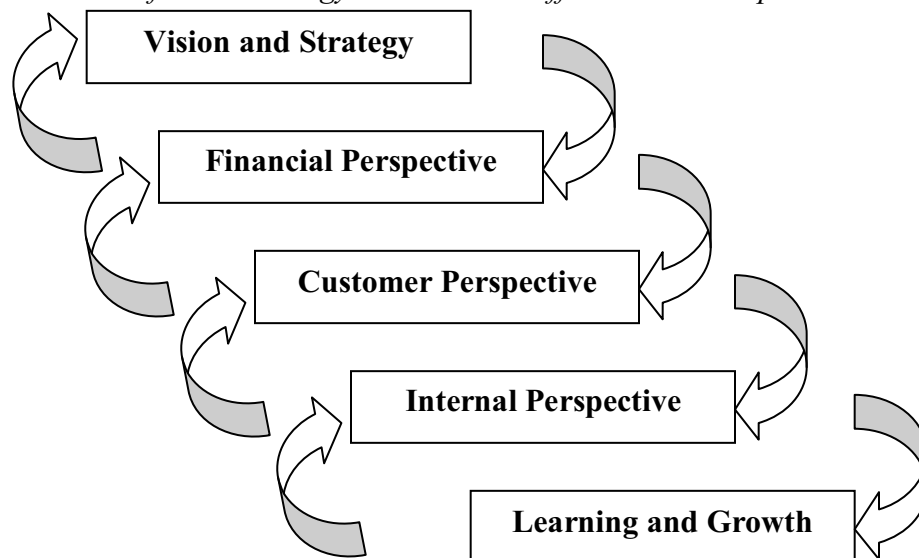 Vision and Strategy
Financial Perspective
Customer Perspective
Internal Perspective
Learning and Growth